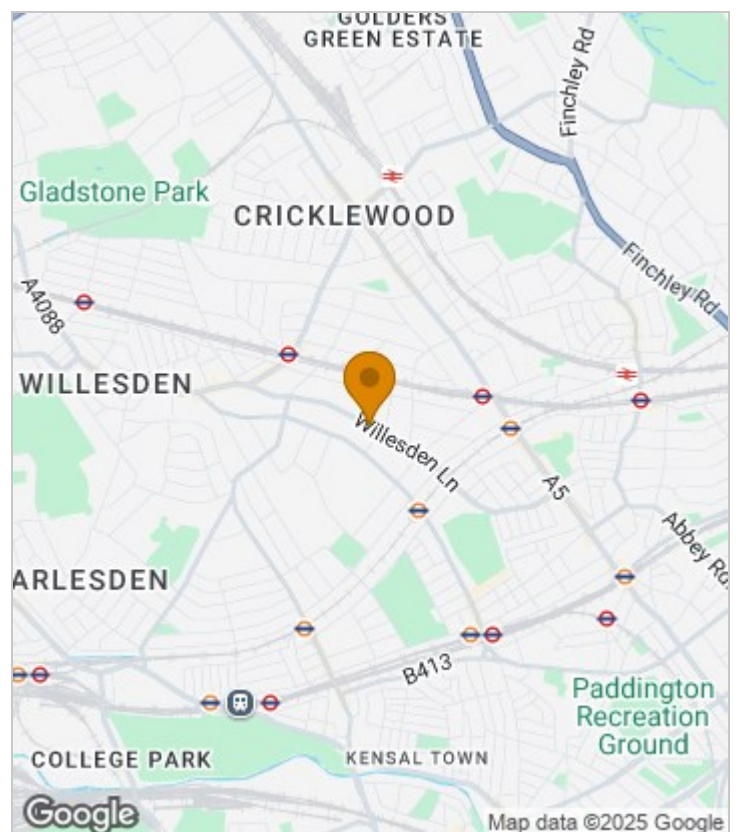 GOLDERS
GREEN ESTATE
Finchley Rd
Gladstone Park
CRICKLEWOOD
Finchley Rd
A4088
WILLESDEN
Willesden Ln
A5
Abbey Rd
ARLESDEN
B413
Paddington
Recreation
Ground
COLLEGE PARK
KENSAL TOWN
Google
Map data ©2025 Google